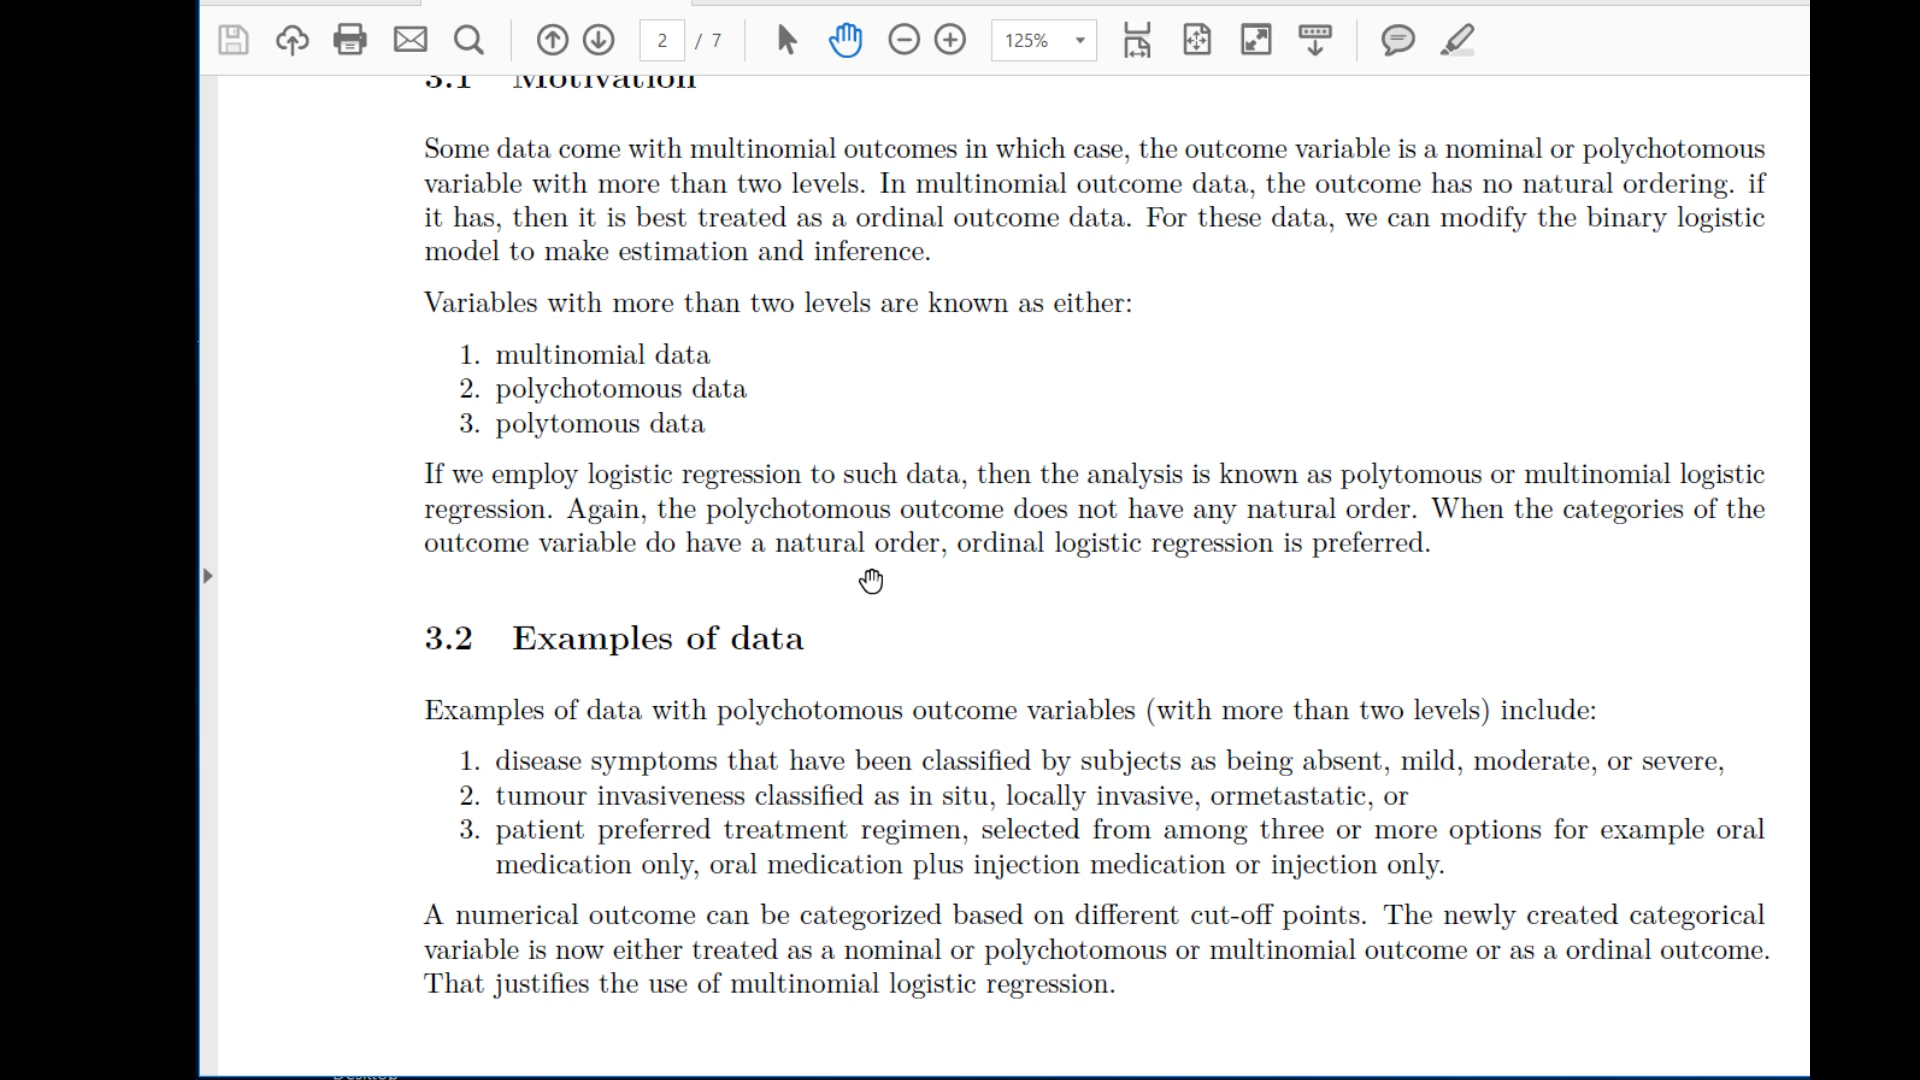 2 / 7 125%
3.1 Motivation
Some data come with multinomial outcomes in which case, the outcome variable is a nominal or polychotomous
variable with more than two levels. In multinomial outcome data, the outcome has no natural ordering. if
it has, then it is best treated as a ordinal outcome data. For these data, we can modify the binary logistic
model to make estimation and inference.
Variables with more than two levels are known as either:
1. multinomial data
2. polychotomous data
3. polytomous data
If we employ logistic regression to such data, then the analysis is known as polytomous or multinomial logistic
regression. Again, the polychotomous outcome does not have any natural order. When the categories of the
outcome variable do have a natural order, ordinal logistic regression is preferred.
3.2 Examples of data
Examples of data with polychotomous outcome variables (with more than two levels) include:
1. disease symptoms that have been classified by subjects as being absent, mild, moderate, or severe,
2. tumour invasiveness classified as in situ, locally invasive, ormetastatic, or
3. patient preferred treatment regimen, selected from among three or more options for example oral
medication only, oral medication plus injection medication or injection only.
A numerical outcome can be categorized based on different cut-off points. The newly created categorical
variable is now either treated as a nominal or polychotomous or multinomial outcome or as a ordinal outcome.
That justifies the use of multinomial logistic regression.
Desktop